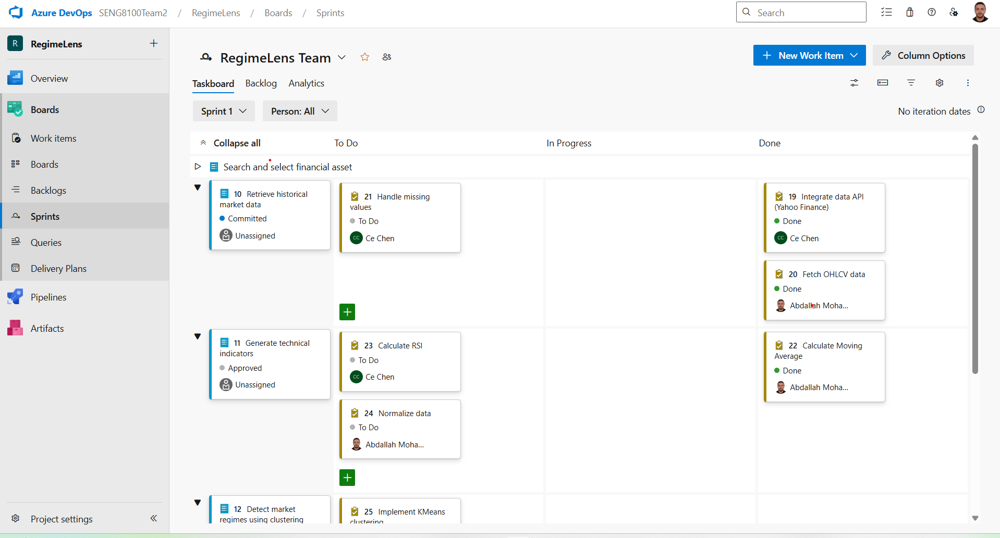 Azure DevOps SENG8100Team2 / RegimeLens / Boards / Sprints
Search
R RegimeLens
Overview
Boards
Work items
Boards
Backlogs
Sprints
Queries
Delivery Plans
Pipelines
Artifacts
Project settings
RegimeLens Team
New Work Item
Column Options
Taskboard Backlog Analytics
Sprint 1
Person: All
No iteration dates
Collapse all
To Do
In Progress
Done
Search and select financial asset
10 Retrieve historical
market data
Committed
Unassigned
21 Handle missing
values
To Do
CC Ce Chen
19 Integrate data API
(Yahoo Finance)
Done
CC Ce Chen
20 Fetch OHLCV data
Done
Abdallah Moha...
11 Generate technical
indicators
Approved
Unassigned
23 Calculate RSI
To Do
CC Ce Chen
24 Normalize data
To Do
Abdallah Moha...
22 Calculate Moving
Average
Done
Abdallah Moha...
12 Detect market
regimes using clustering
25 Implement KMeans
clustering